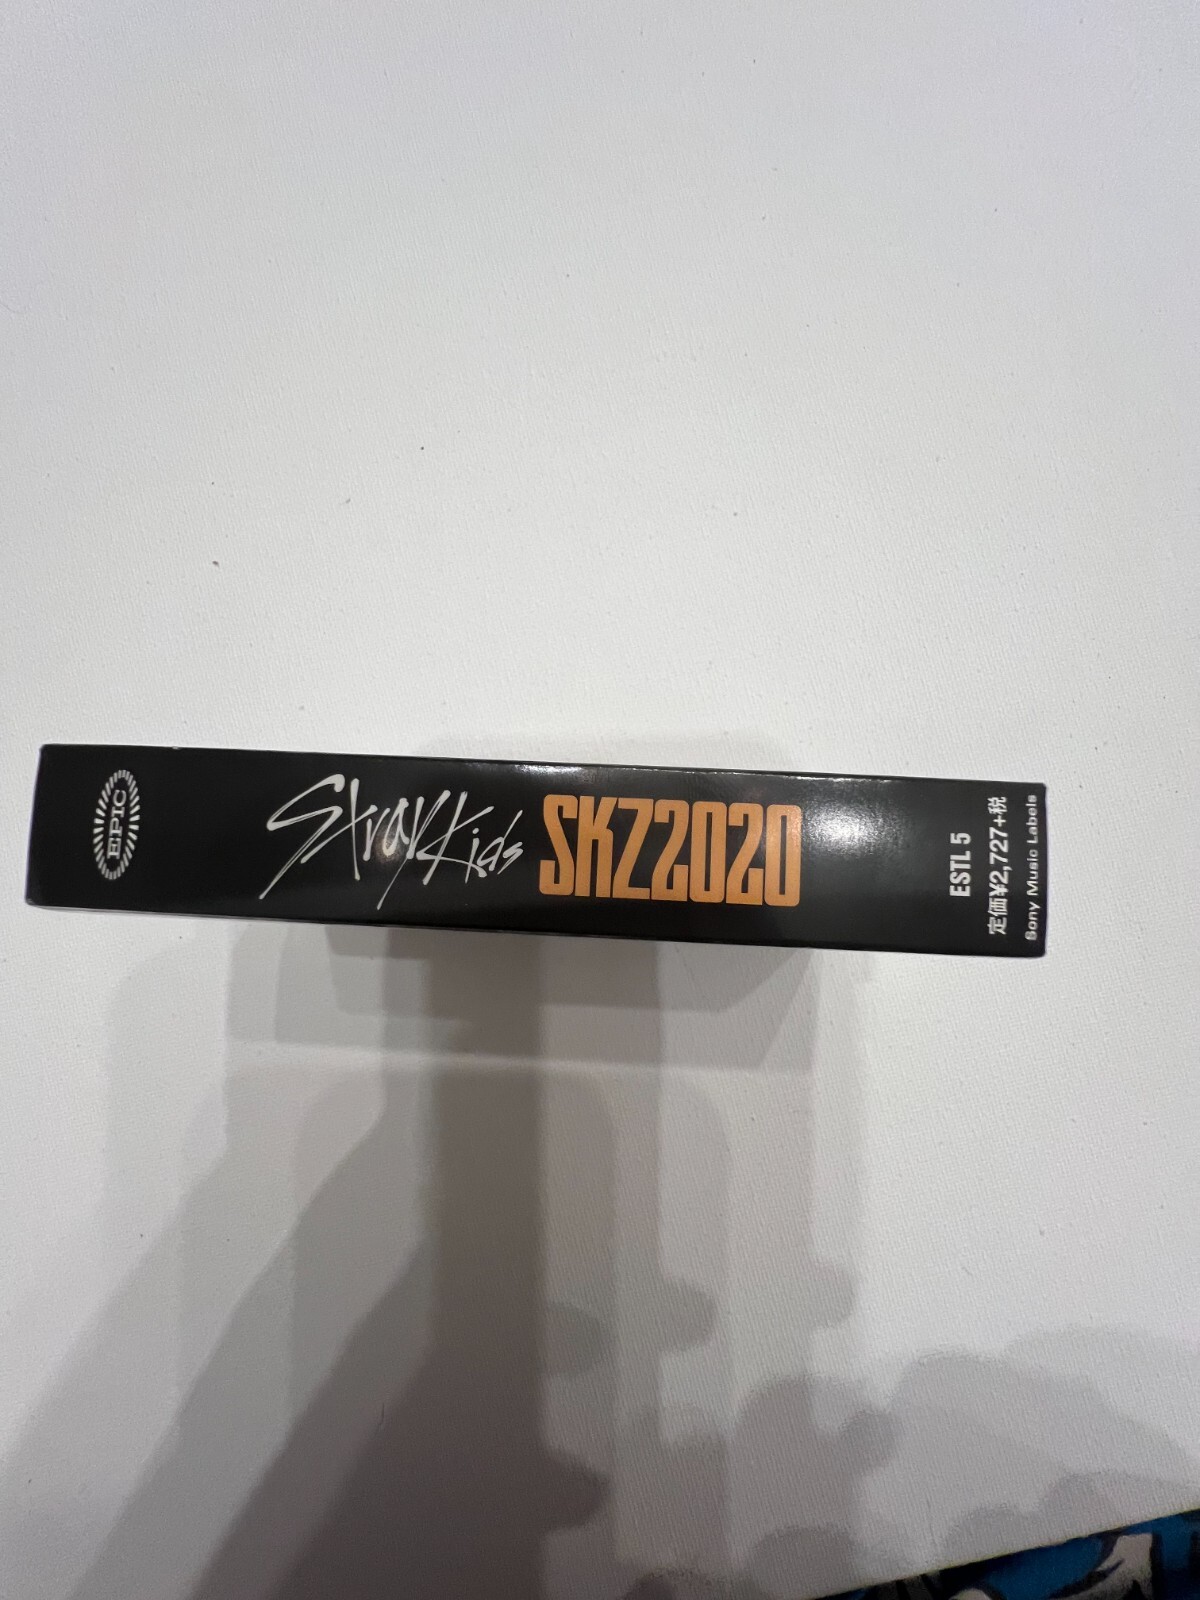 EPIC
Stray Kids
SKZ2020
ESTL 5
定価¥2,727+税
Sony Music Labels